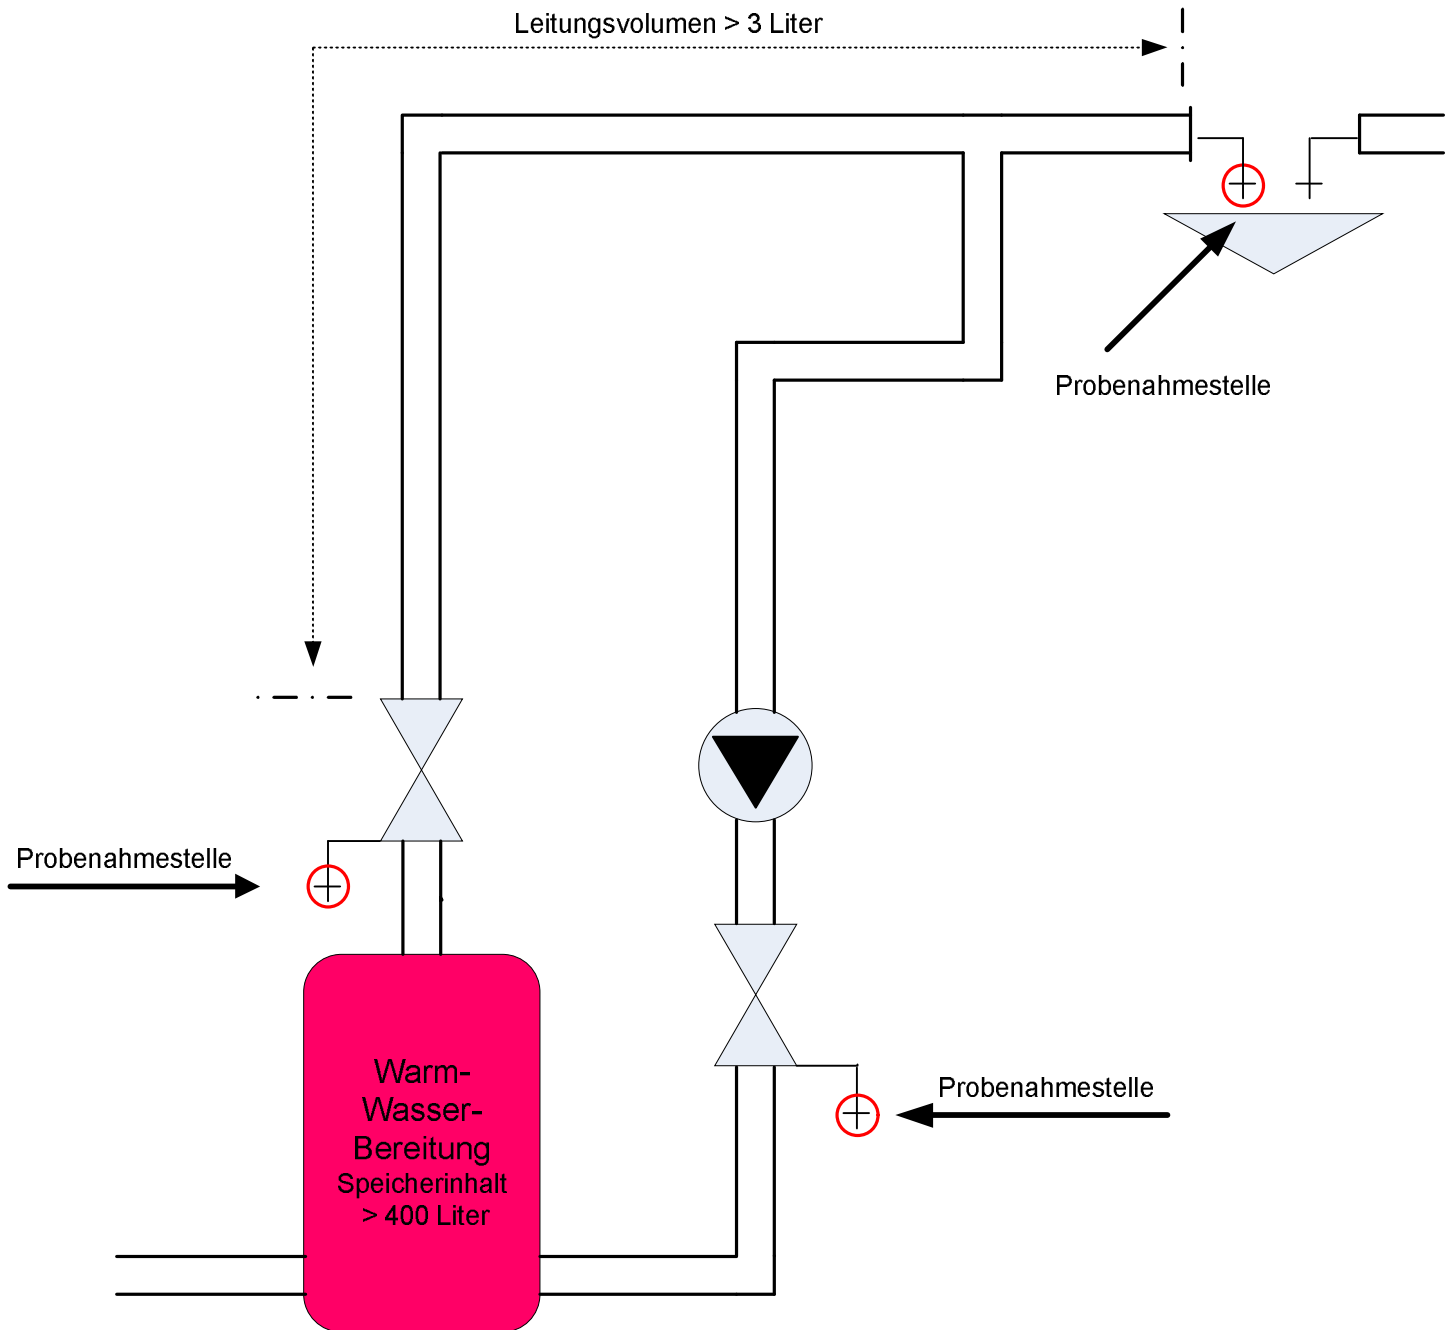 Leitungsvolumen > 3 Liter
Probenahmestelle
Probenahmestelle
Warm-
Wasser-
Bereitung
Speicherinhalt
> 400 Liter
Probenahmestelle